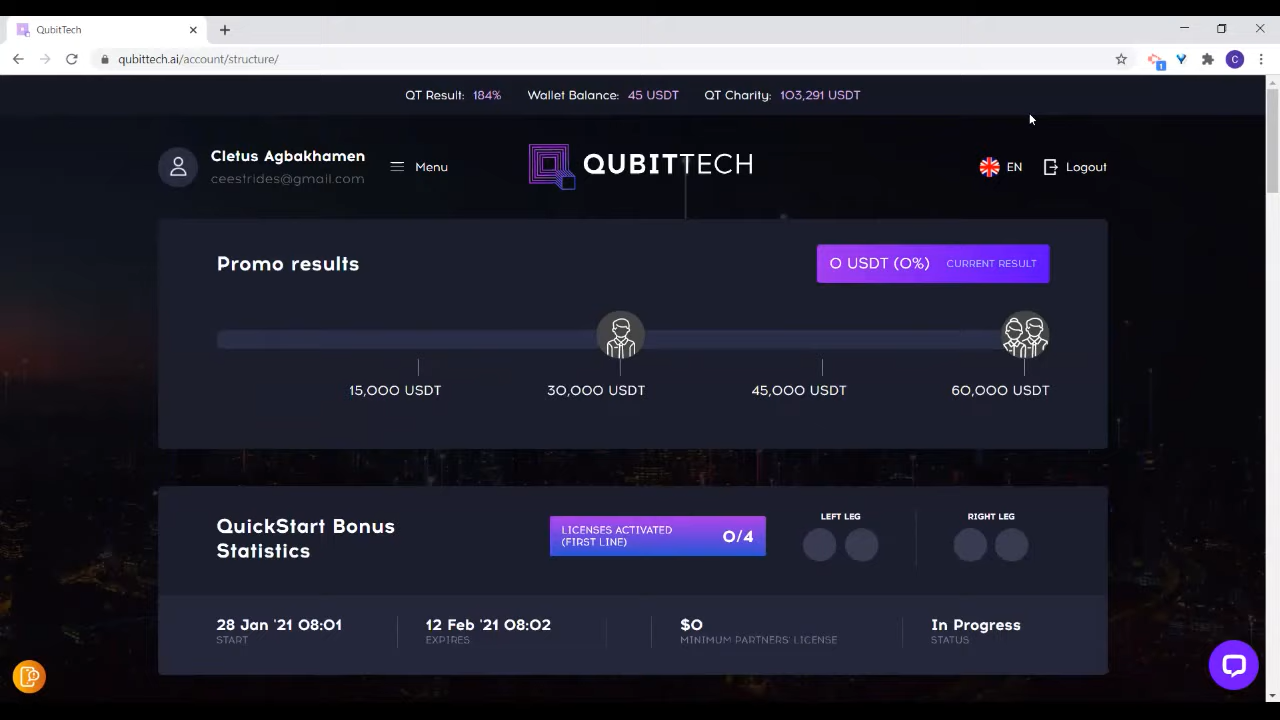 QubitTech
qubittech.ai/account/structure/
1
C
QT Result: 184% Wallet Balance: 45 USDT QT Charity: 103,291 USDT
Cletus Agbakhamen
ceestrides@gmail.com
Menu
QUBITTECH
EN
Logout
Promo results
0 USDT (0%) CURRENT RESULT
15,000 USDT 30,000 USDT 45,000 USDT 60,000 USDT
QuickStart Bonus
Statistics
LICENSES ACTIVATED
(FIRST LINE)
0/4
LEFT LEG
RIGHT LEG
28 Jan '21 08:01
START
12 Feb '21 08:02
EXPIRES
$0
MINIMUM PARTNERS' LICENSE
In Progress
STATUS